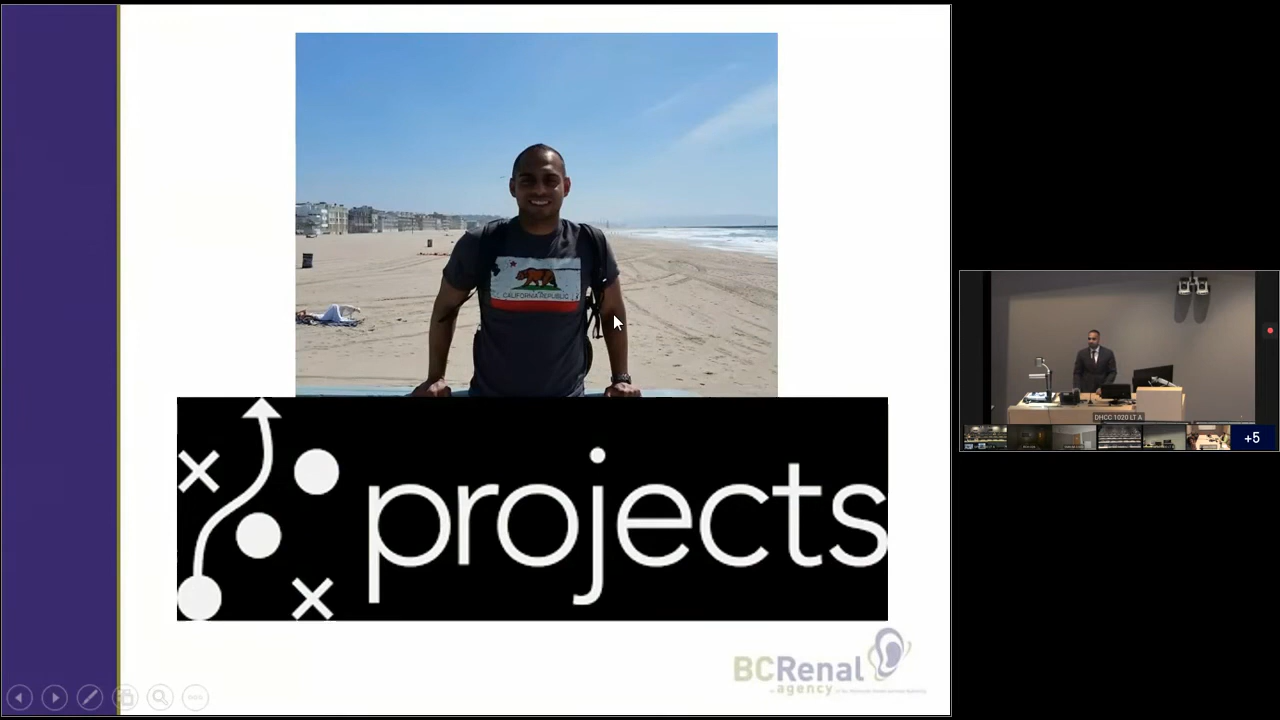 CALIFORNIA REPUBLIC
projects
BCRenal
agency
DHCC 1020 LT A
+5